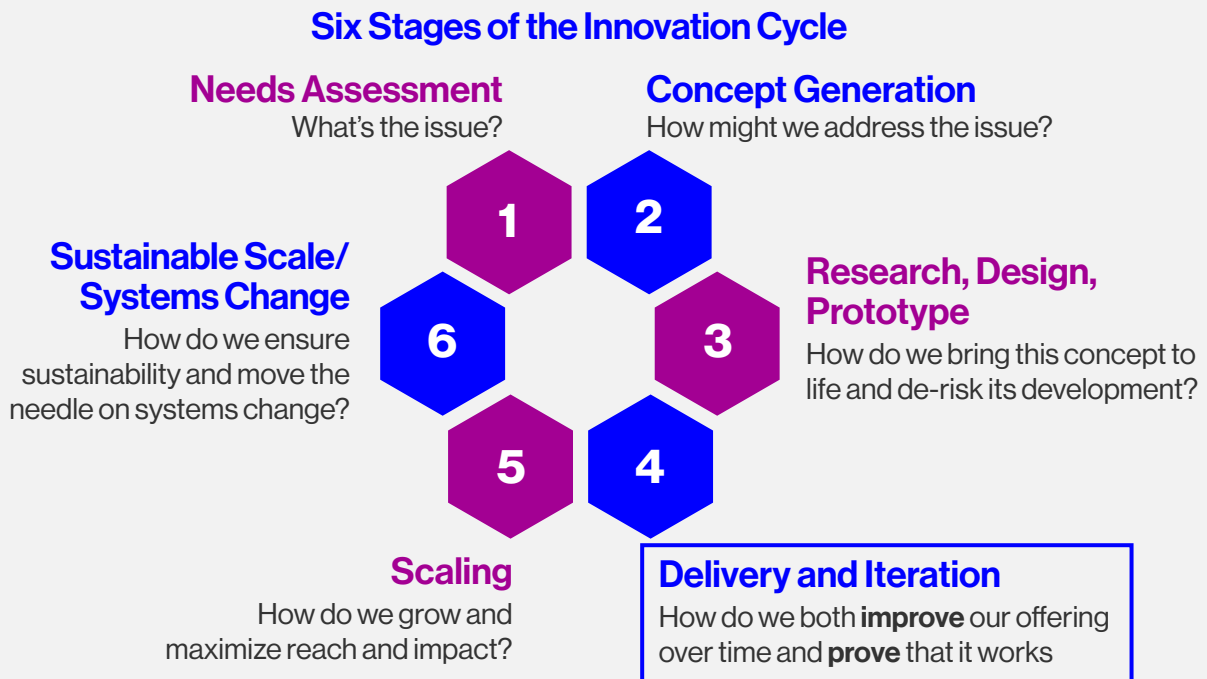 Six Stages of the Innovation Cycle
Needs Assessment
What's the issue?
Concept Generation
How might we address the issue?
1
2
Research, Design,
Prototype
How do we bring this concept to
life and de-risk its development?
3
4
Delivery and Iteration
How do we both improve our offering
over time and prove that it works
5
Scaling
How do we grow and
maximize reach and impact?
6
Sustainable Scale/
Systems Change
How do we ensure
sustainability and move the
needle on systems change?